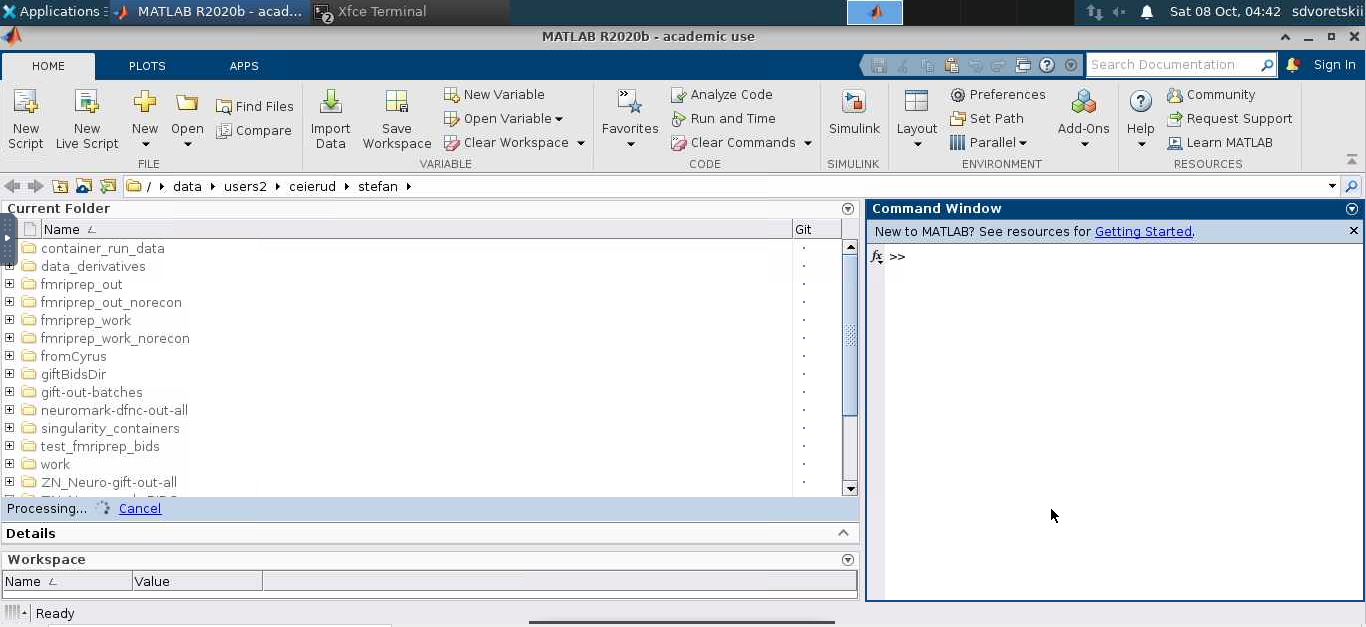 Applications MATLAB R2020b - acad... Xfce Terminal Sat 08 Oct, 04:42 sdvoretskii
2
MATLAB R2020b - academic use
HOME PLOTS APPS Search Documentation Sign In
New Script
New Live Script
New
Open
Find Files
Compare
FILE
Import Data
Save Workspace
New Variable
Open Variable
Clear Workspace
VARIABLE
Favorites
Analyze Code
Run and Time
Clear Commands
CODE
Simulink
SIMULINK
Layout
Preferences
Set Path
Parallel
Add-Ons
ENVIRONMENT
Help
Community
Request Support
Learn MATLAB
RESOURCES
/ data users2 ceierud stefan
Current Folder
Name Git
container_run_data
data_derivatives
fmriprep_out
fmriprep_out_norecon
fmriprep_work
fmriprep_work_norecon
fromCyrus
giftBidsDir
gift-out-batches
neuromark-dfnc-out-all
singularity_containers
test_fmriprep_bids
work
ZN_Neuro-gift-out-all
Processing... Cancel
Details
Workspace
Name Value
Ready
Command Window
New to MATLAB? See resources for Getting Started.
fx >>